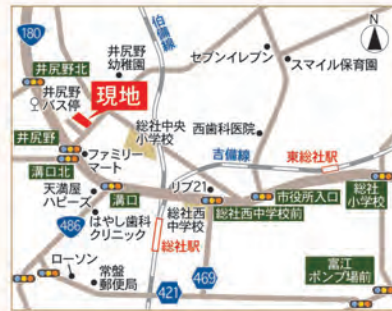 180
伯備線
N
井尻野
幼稚園
セブンイレブン
スマイル保育園
井尻野北
井尻野
バス停
現地
総社中央
小学校
西歯科医院
吉備線
東総社駅
井尻野
ファミリー
マート
溝口北
天満屋
ハピーズ
溝口
リブ21
市役所入口
総社
小学校
486
はやし歯科
クリニック
総社西
中学校
総社西中学校前
総社駅
ローソン
常盤
郵便局
421
469
富江
ポンプ場前